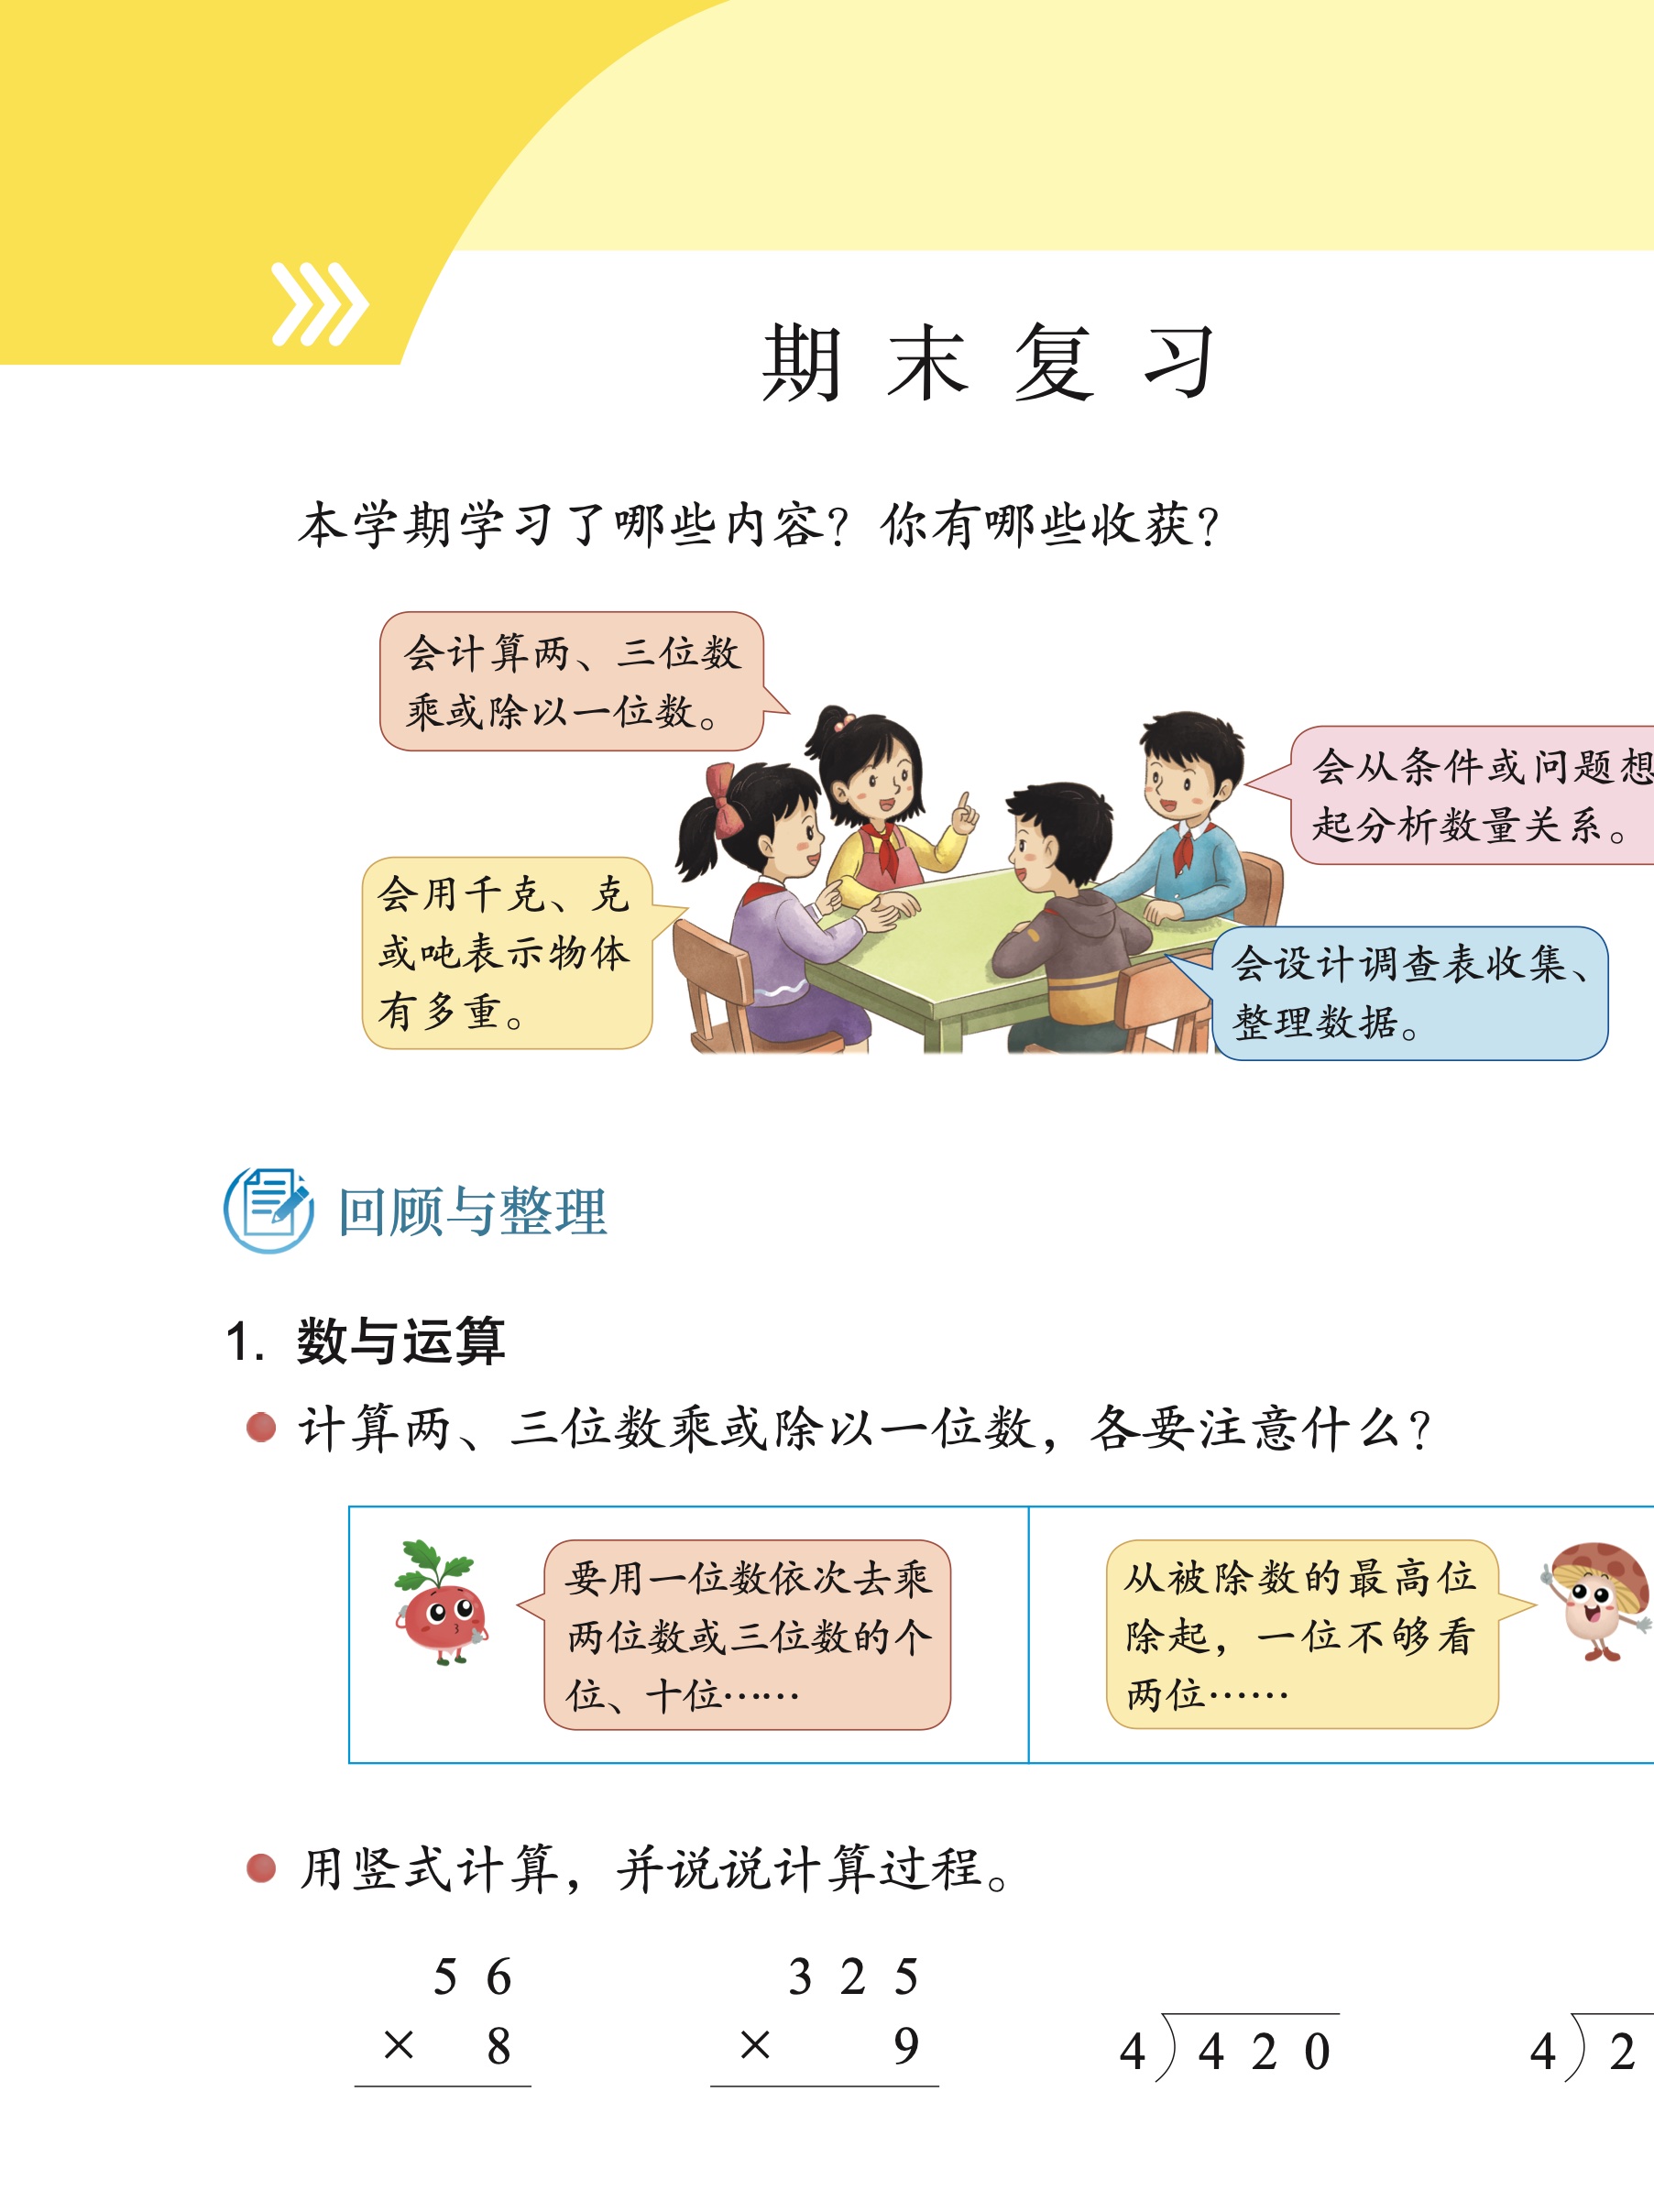 期末复习
本学期学习了哪些内容？你有哪些收获？
会计算两、三位数
乘或除以一位数。
会从条件或问题想
起分析数量关系。
会用千克、克
或吨表示物体
有多重。
会设计调查表收集、
整理数据。
回顾与整理
1. 数与运算
计算两、三位数乘或除以一位数，各要注意什么？
要用一位数依次去乘
两位数或三位数的个
位、十位……
从被除数的最高位
除起，一位不够看
两位……
用竖式计算，并说说计算过程。
5 6
× 8
3 2 5
× 9
4 4 2 0
4 2